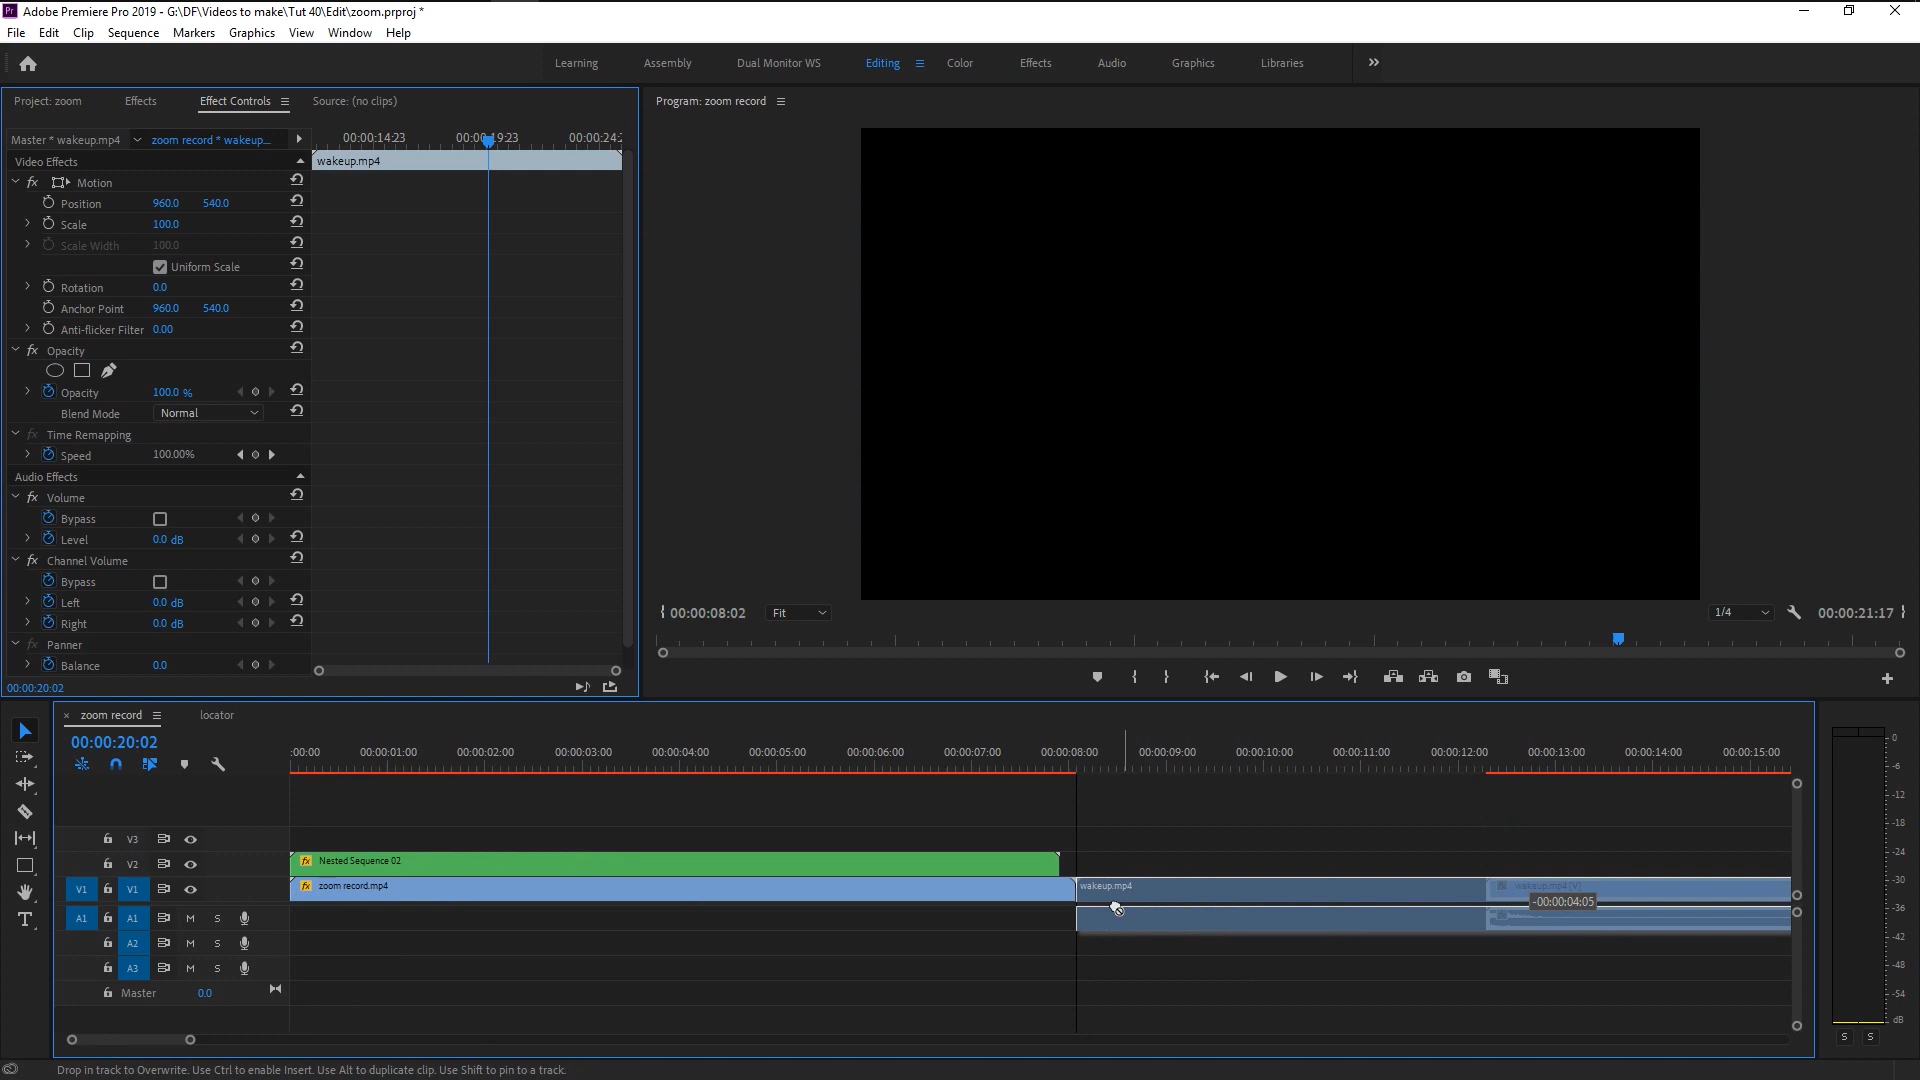 Pr Adobe Premiere Pro 2019 - G:\DF\Videos to make\Tut 40\Edit\zoom.prproj *
File Edit Clip Sequence Markers Graphics View Window Help
Learning Assembly Dual Monitor WS Editing Color Effects Audio Graphics Libraries
Project: zoom Effects Effect Controls Source: (no clips)
Program: zoom record
Master * wakeup.mp4 zoom record * wakeup...
00:00:14:23 00:00:19:23 00:00:24:2
Video Effects
wakeup.mp4
fx Motion
Position 960.0 540.0
Scale 100.0
Scale Width 100.0
Uniform Scale
Rotation 0.0
Anchor Point 960.0 540.0
Anti-flicker Filter 0.00
fx Opacity
Opacity 100.0 %
Blend Mode Normal
fx Time Remapping
Speed 100.00%
Audio Effects
fx Volume
Bypass
Level 0.0 dB
fx Channel Volume
Bypass
Left 0.0 dB
Right 0.0 dB
fx Panner
Balance 0.0
00:00:20:02
00:00:08:02 Fit 1/4 00:00:21:17
zoom record locator
00:00:20:02
:00:00 00:00:01:00 00:00:02:00 00:00:03:00 00:00:04:00 00:00:05:00 00:00:06:00 00:00:07:00 00:00:08:00 00:00:09:00 00:00:10:00 00:00:11:00 00:00:12:00 00:00:13:00 00:00:14:00 00:00:15:00
V3
V2
fx Nested Sequence 02
V1 V1
fx zoom record.mp4
wakeup.mp4
fx wakeup.mp4 [V]
-00:00:04:05
A1 A1 M S
A2 M S
A3 M S
Master 0.0
0
-6
-12
-18
-24
-30
-36
-42
-48
-54
dB
S S
Drop in track to Overwrite. Use Ctrl to enable Insert. Use Alt to duplicate clip. Use Shift to pin to a track.